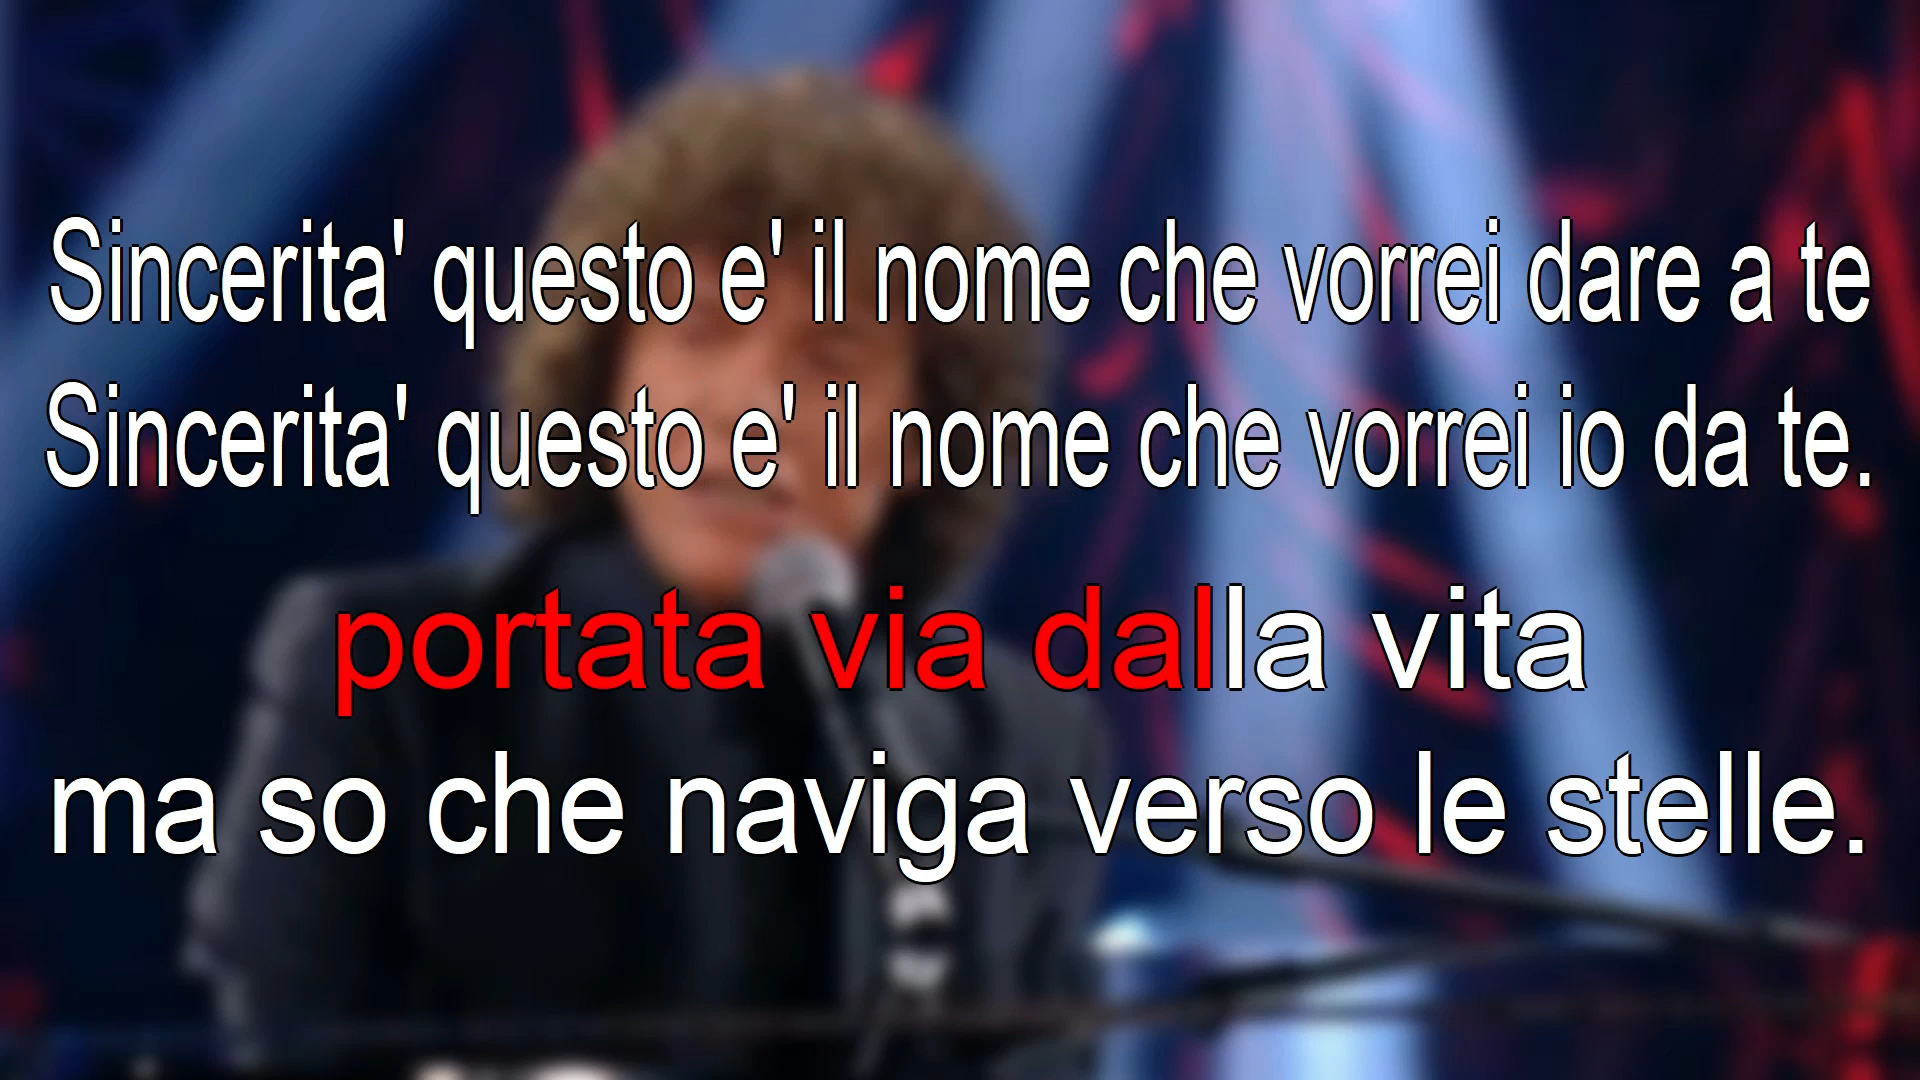 Sincerita' questo e' il nome che vorrei dare a te
Sincerita' questo e' il nome che vorrei io da te.
portata via dalla vita
ma so che naviga verso le stelle.